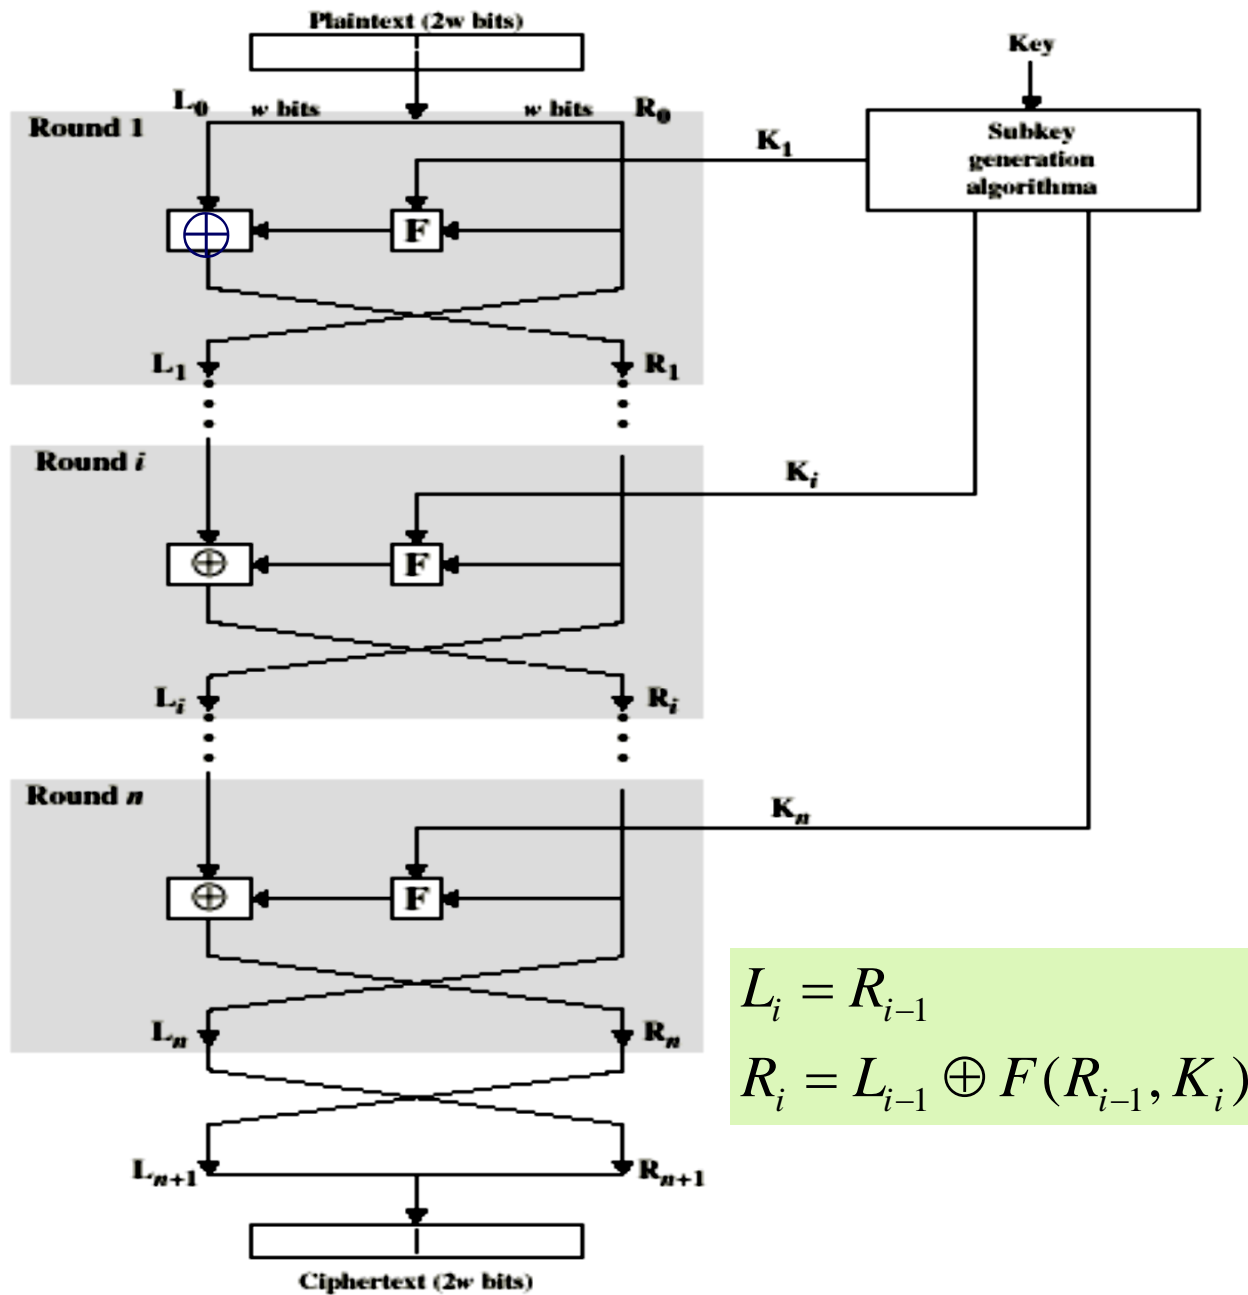 Plaintext (2w bits)
Key
L₀ w bits w bits R₀
Round 1
K₁
Subkey
generation
algorithma
⊕ F
L₁ R₁
Round i
Kᵢ
⊕ F
Lᵢ Rᵢ
Round n
Kₙ
⊕ F
Lᵢ = Rᵢ₋₁
Lₙ Rₙ
Rᵢ = Lᵢ₋₁ ⊕ F(Rᵢ₋₁, Kᵢ)
Lₙ₊₁ Rₙ₊₁
Ciphertext (2w bits)